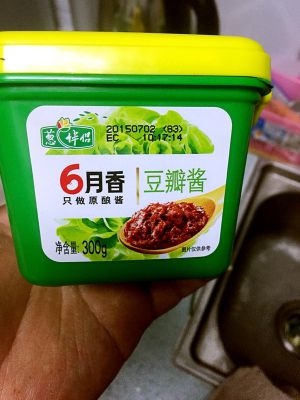 20150702 (B3)
EC 10:17:14
葱伴侣
6月香
豆瓣酱
只做原酿酱
净含量: 300g
图片仅供参考